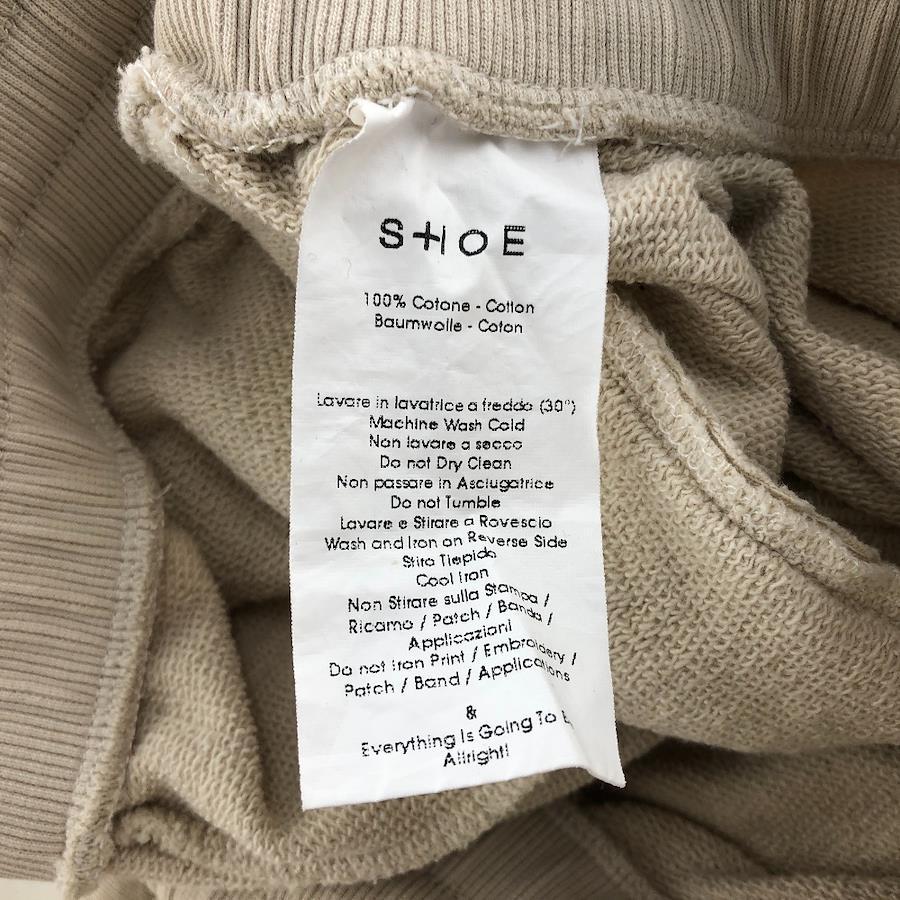 SHOE
100% Cotone - Cotton
Baumwolle - Coton
Lavare in lavatrice a freddo (30°)
Machine Wash Cold
Non lavare a secco
Do not Dry Clean
Non passare in Asciugatrice
Do not Tumble
Lavare e Stirare a Rovescio
Wash and Iron on Reverse Side
Stiro Tiepido
Cool Iron
Non Stirare sulla Stampa /
Ricamo / Patch / Banda /
Applicazioni
Do not Iron Print / Embroidery /
Patch / Band / Applications
&
Everything Is Going To
Allright!